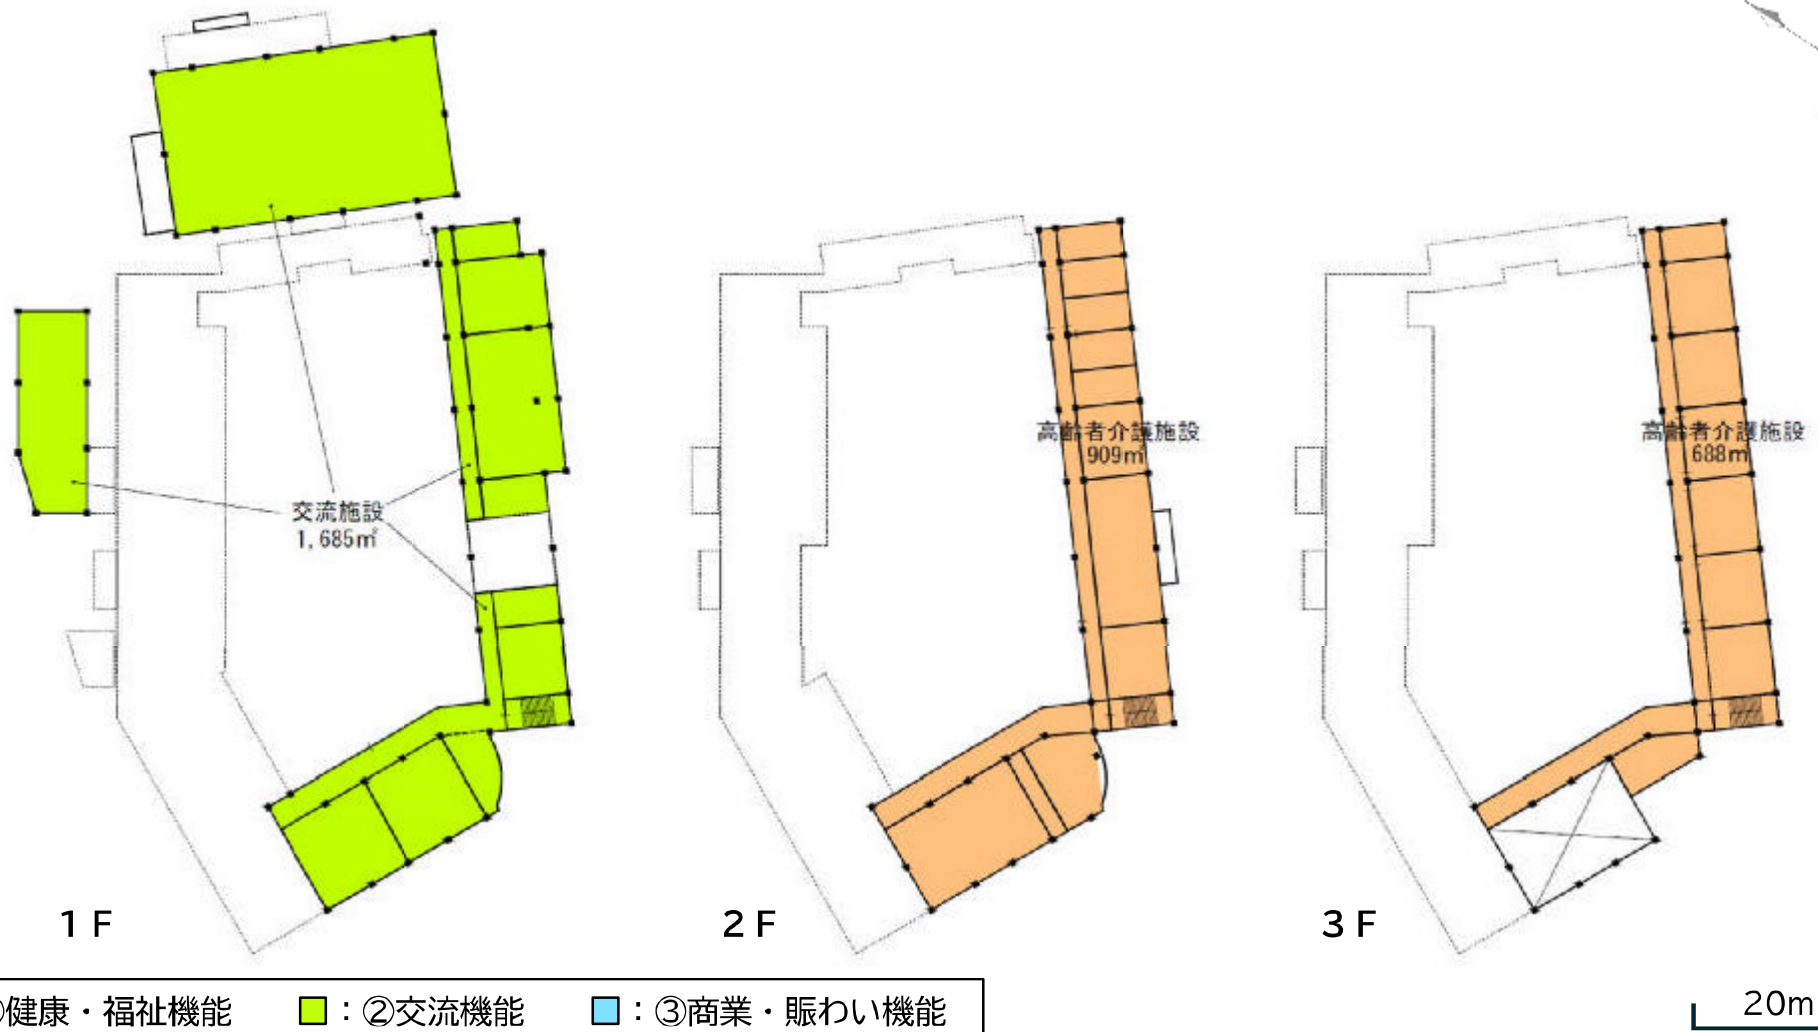 交流施設
1,685㎡
高齢者介護施設
909㎡
高齢者介護施設
688㎡
1F
2F
3F
健康・福祉機能 ：②交流機能 ：③商業・賑わい機能
20m